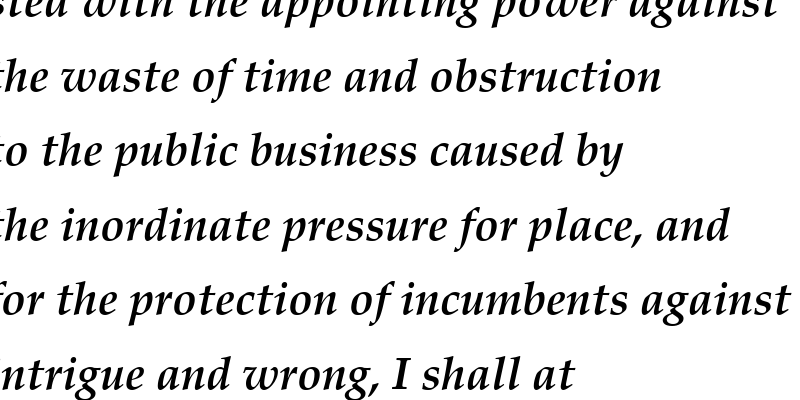 sted with the appointing power against
the waste of time and obstruction
to the public business caused by
the inordinate pressure for place, and
for the protection of incumbents against
intrigue and wrong, I shall at